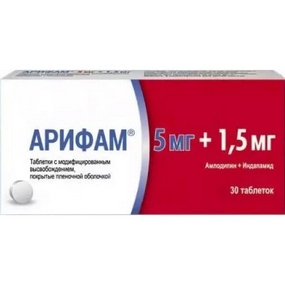 АРИФАМ® 5 мг + 1,5 мг
Таблетки с модифицированным
высвобождением,
покрытые пленочной оболочкой
Амлодипин + Индапамид
30 таблеток